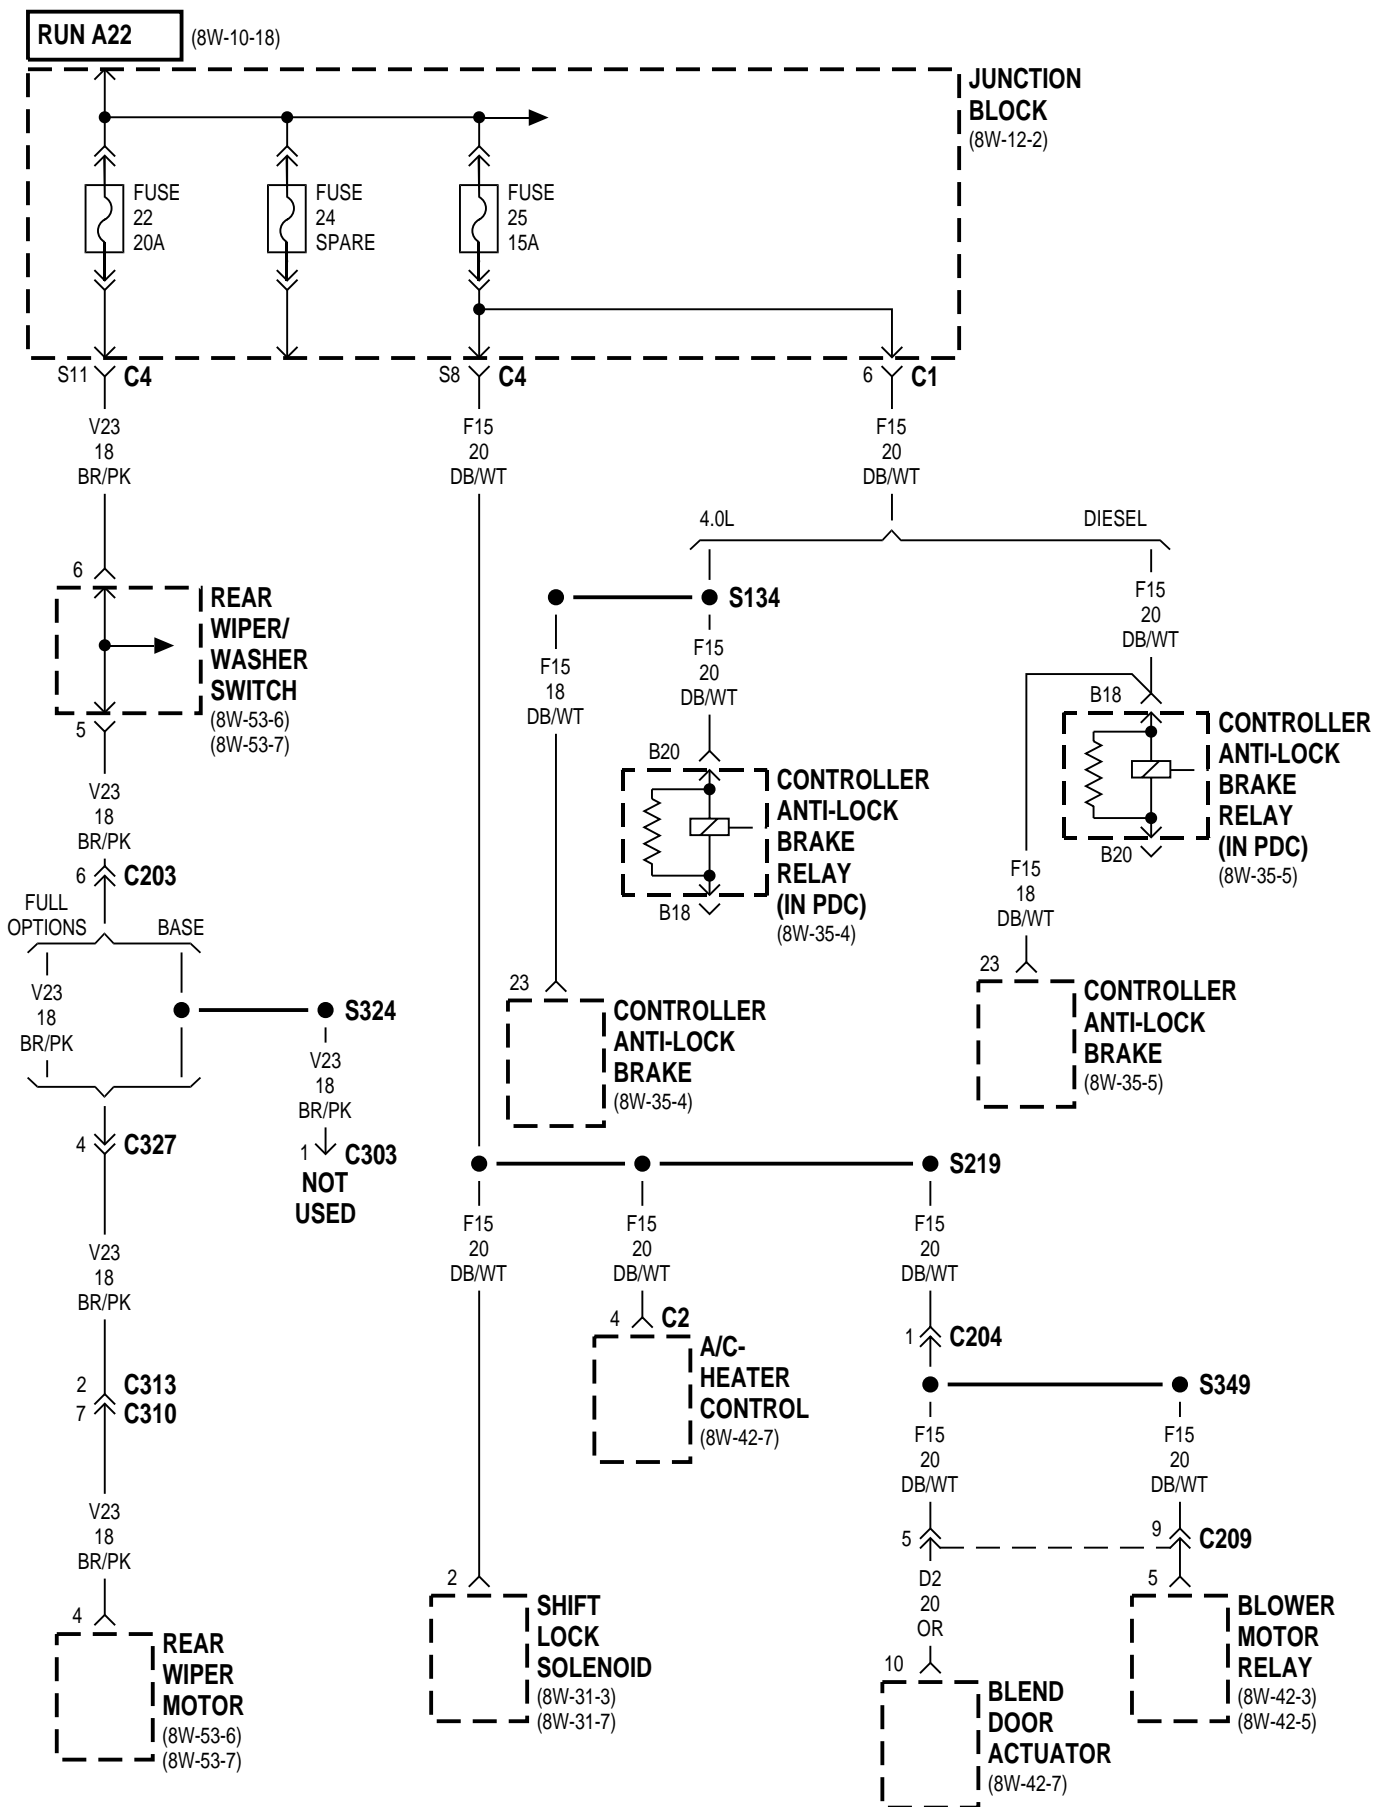 RUN A22
(8W-10-18)
JUNCTION
BLOCK
(8W-12-2)
FUSE
22
20A
FUSE
24
SPARE
FUSE
25
15A
S11
C4
S8
C4
6
C1
V23
18
BR/PK
F15
20
DB/WT
F15
20
DB/WT
4.0L
DIESEL
6
REAR
WIPER/
WASHER
SWITCH
(8W-53-6)
(8W-53-7)
5
S134
F15
18
DB/WT
F15
20
DB/WT
F15
20
DB/WT
B18
CONTROLLER
ANTI-LOCK
BRAKE
RELAY
(IN PDC)
(8W-35-5)
B20
B20
CONTROLLER
ANTI-LOCK
BRAKE
RELAY
(IN PDC)
(8W-35-4)
B18
F15
18
DB/WT
V23
18
BR/PK
6
C203
FULL
OPTIONS
BASE
V23
18
BR/PK
S324
V23
18
BR/PK
1
C303
NOT
USED
23
CONTROLLER
ANTI-LOCK
BRAKE
(8W-35-4)
23
CONTROLLER
ANTI-LOCK
BRAKE
(8W-35-5)
4
C327
S219
V23
18
BR/PK
F15
20
DB/WT
F15
20
DB/WT
F15
20
DB/WT
4
C2
A/C-
HEATER
CONTROL
(8W-42-7)
1
C204
S349
2
C313
7
C310
F15
20
DB/WT
F15
20
DB/WT
V23
18
BR/PK
5
9
C209
D2
20
OR
4
REAR
WIPER
MOTOR
(8W-53-6)
(8W-53-7)
2
SHIFT
LOCK
SOLENOID
(8W-31-3)
(8W-31-7)
10
BLEND
DOOR
ACTUATOR
(8W-42-7)
5
BLOWER
MOTOR
RELAY
(8W-42-3)
(8W-42-5)